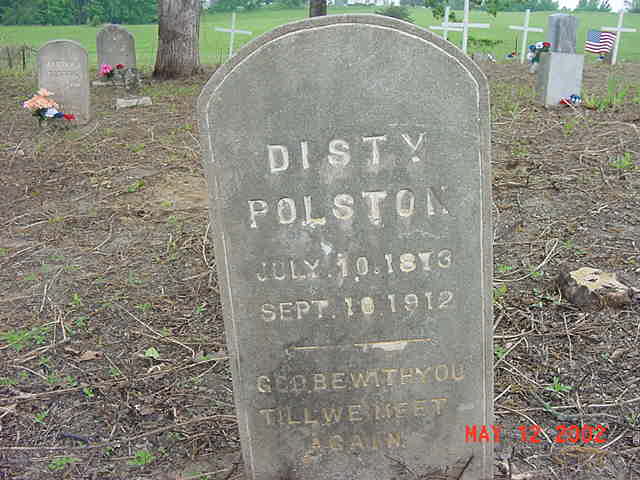 DISTY
POLSTON
JULY. 10. 1873
SEPT. 10. 1912
GOD BE WITH YOU
TILL WE MEET
AGAIN.
MAY 12 2002